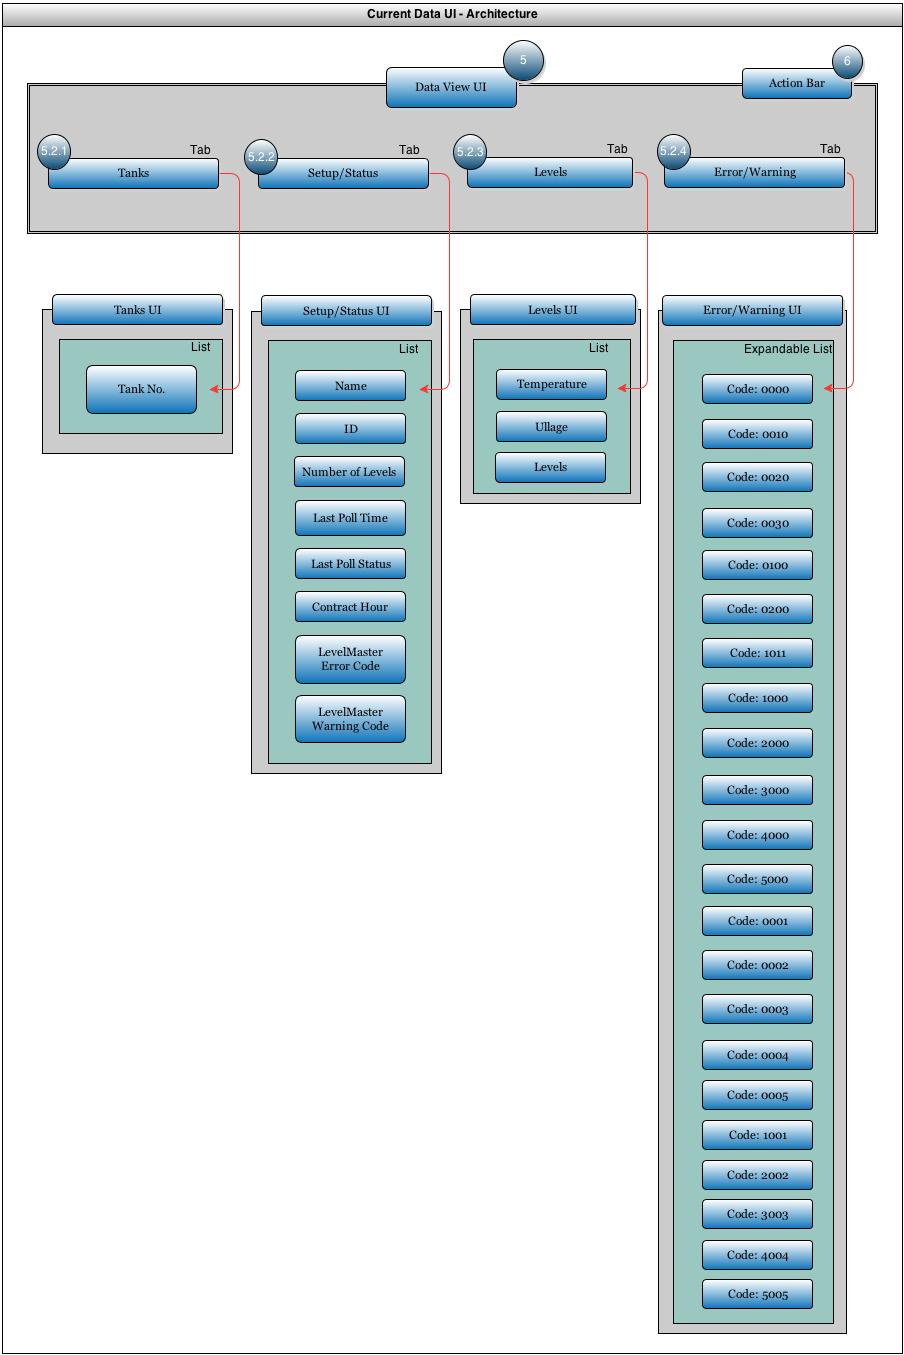 Current Data UI - Architecture
5
6
Data View UI
Action Bar
5.2.1
Tab
Tanks
5.2.2
Tab
Setup/Status
5.2.3
Tab
Levels
5.2.4
Tab
Error/Warning
Tanks UI
List
Tank No.
Setup/Status UI
List
Name
ID
Number of Levels
Last Poll Time
Last Poll Status
Contract Hour
LevelMaster
Error Code
LevelMaster
Warning Code
Levels UI
List
Temperature
Ullage
Levels
Error/Warning UI
Expandable List
Code: 0000
Code: 0010
Code: 0020
Code: 0030
Code: 0100
Code: 0200
Code: 1011
Code: 1000
Code: 2000
Code: 3000
Code: 4000
Code: 5000
Code: 0001
Code: 0002
Code: 0003
Code: 0004
Code: 0005
Code: 1001
Code: 2002
Code: 3003
Code: 4004
Code: 5005